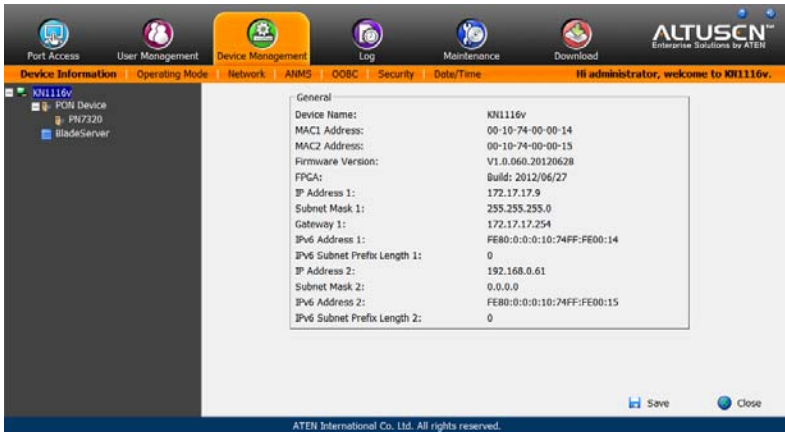 Port Access User Management Device Management Log Maintenance Download
ALTUSCN™
Enterprise Solutions by ATEN
Device Information Operating Mode Network ANMS OOBC Security Date/Time Hi administrator, welcome to KN1116v.
KN1116v
PON Device
PN7320
BladeServer
General
Device Name: KN1116v
MAC1 Address: 00-10-74-00-00-14
MAC2 Address: 00-10-74-00-00-15
Firmware Version: V1.0.060.20120628
FPGA: Build: 2012/06/27
IP Address 1: 172.17.17.9
Subnet Mask 1: 255.255.255.0
Gateway 1: 172.17.17.254
IPv6 Address 1: FE80:0:0:0:10:74FF:FE00:14
IPv6 Subnet Prefix Length 1: 0
IP Address 2: 192.168.0.61
Subnet Mask 2: 0.0.0.0
IPv6 Address 2: FE80:0:0:0:10:74FF:FE00:15
IPv6 Subnet Prefix Length 2: 0
Save Close
ATEN International Co. Ltd. All rights reserved.